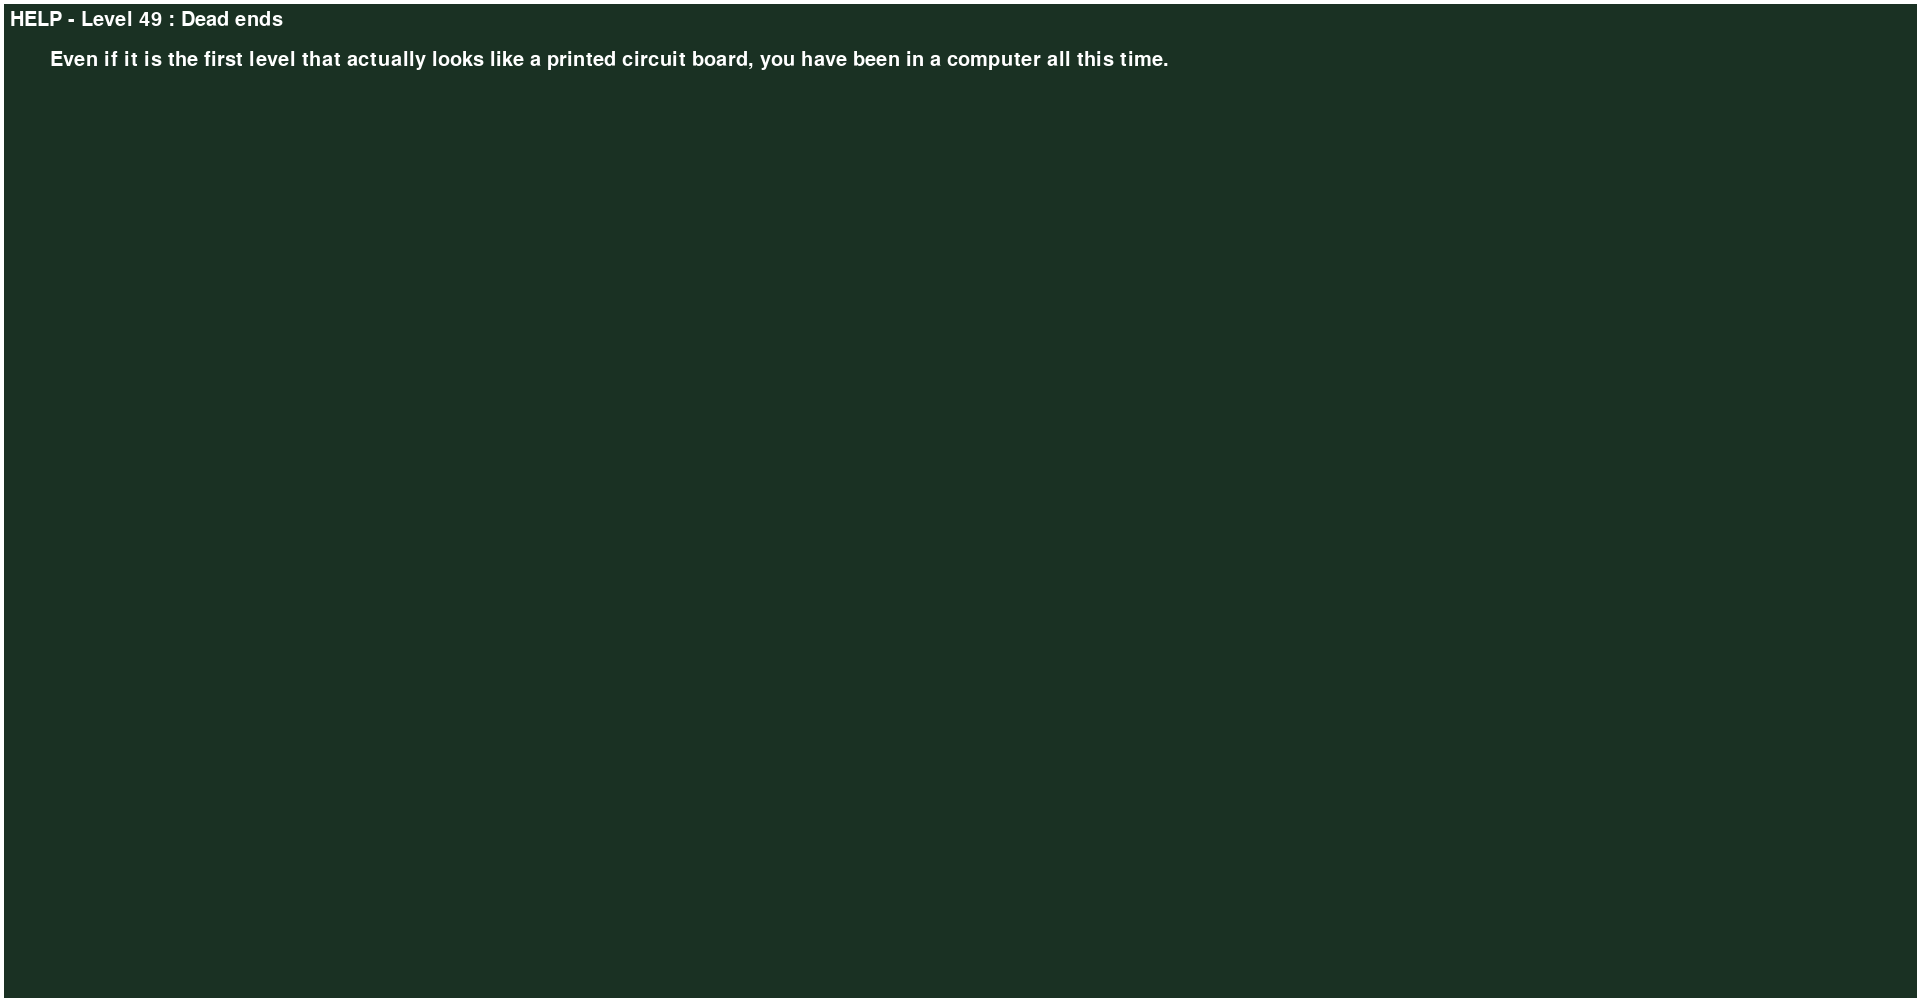 HELP - Level 49 : Dead ends
Even if it is the first level that actually looks like a printed circuit board, you have been in a computer all this time.